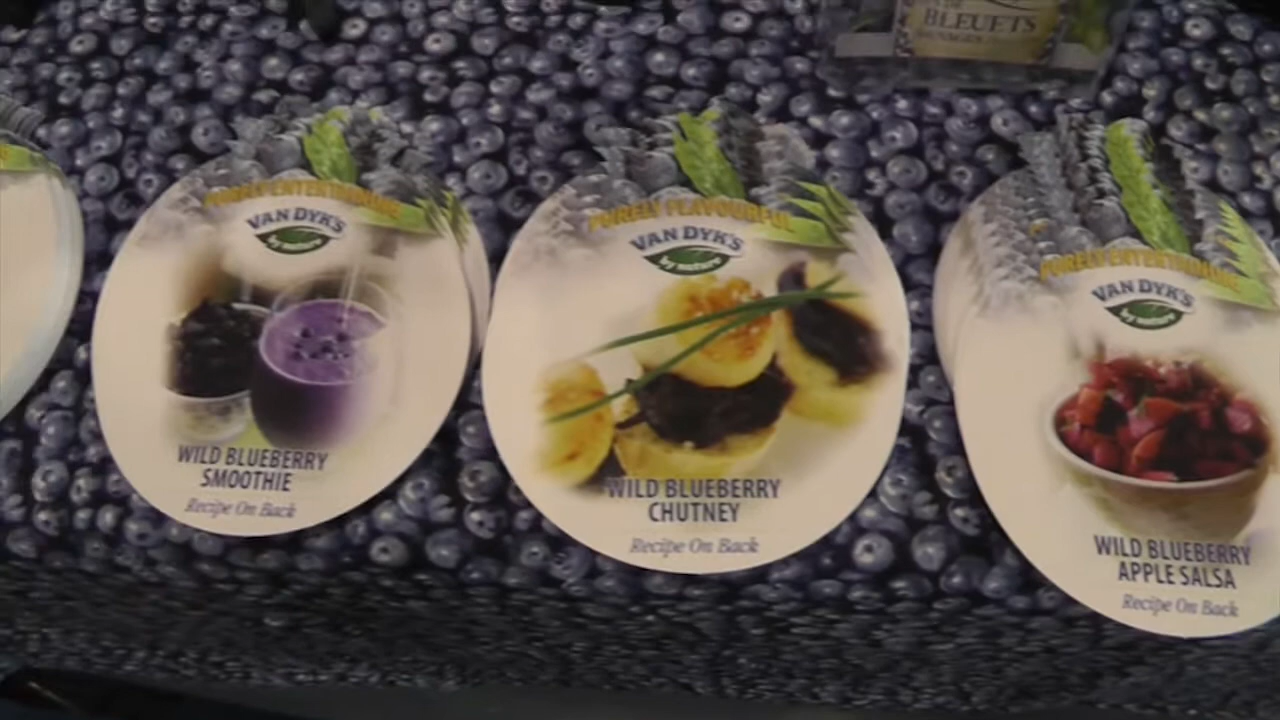 BLEUETS
PURELY ENTERTAINING
VAN DYK'S
by nature
WILD BLUEBERRY
SMOOTHIE
Recipe On Back
PURELY FLAVOURFUL
VAN DYK'S
by nature
WILD BLUEBERRY
CHUTNEY
Recipe On Back
PURELY ENTERTAINING
VAN DYK'S
by nature
WILD BLUEBERRY
APPLE SALSA
Recipe On Back